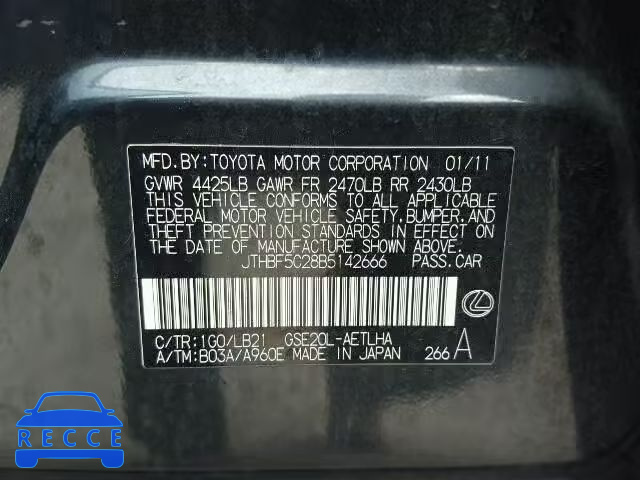 MFD.BY:TOYOTA MOTOR CORPORATION 01/11
GVWR 4425LB GAWR FR 2470LB RR 2430LB
THIS VEHICLE CONFORMS TO ALL APPLICABLE
FEDERAL MOTOR VEHICLE SAFETY,BUMPER,AND
THEFT PREVENTION STANDARDS IN EFFECT ON
THE DATE OF MANUFACTURE SHOWN ABOVE.
JTHBF5C28B5142666 PASS.CAR
C/TR:1G0/LB21 GSE20L-AETLHA
A/TM:B03A/A960E MADE IN JAPAN 266 A
RECCE